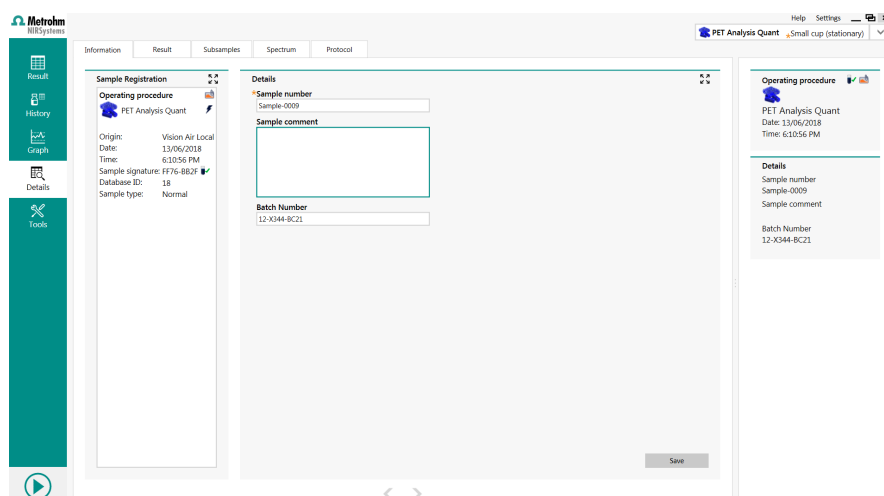 Metrohm
NIRSystems
Help Settings
PET Analysis Quant Small cup (stationary)
Result
History
Graph
Details
Tools
Information Result Subsamples Spectrum Protocol
Sample Registration
Operating procedure
PET Analysis Quant
Origin: Vision Air Local
Date: 13/06/2018
Time: 6:10:56 PM
Sample signature: FF76-BB2F
Database ID: 18
Sample type: Normal
Details
*Sample number
Sample-0009
Sample comment
Batch Number
12-X344-BC21
Save
Operating procedure
PET Analysis Quant
Date: 13/06/2018
Time: 6:10:56 PM
Details
Sample number
Sample-0009
Sample comment
Batch Number
12-X344-BC21